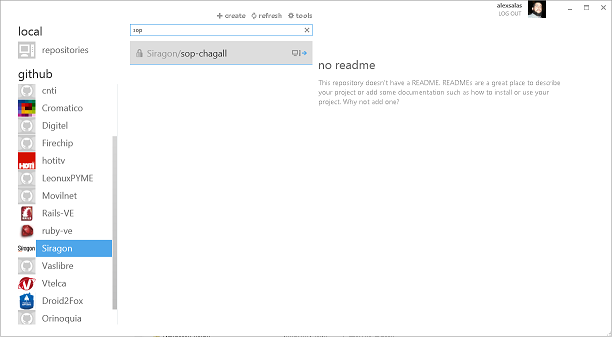 alexsalas
LOG OUT
create refresh tools
local
sop
repositories
Siragon/sop-chagall
github
no readme
This repository doesn't have a README. READMEs are a great place to describe
your project or add some documentation such as how to install or use your
project. Why not add one?
cnti
Cromatico
Digitel
Firechip
HOTI
hotitv
LeonuxPYME
Movilnet
Rails-VE
ruby-ve
Siragon
Siragon
Vaslibre
Vtelca
Droid2Fox
Orinoquia